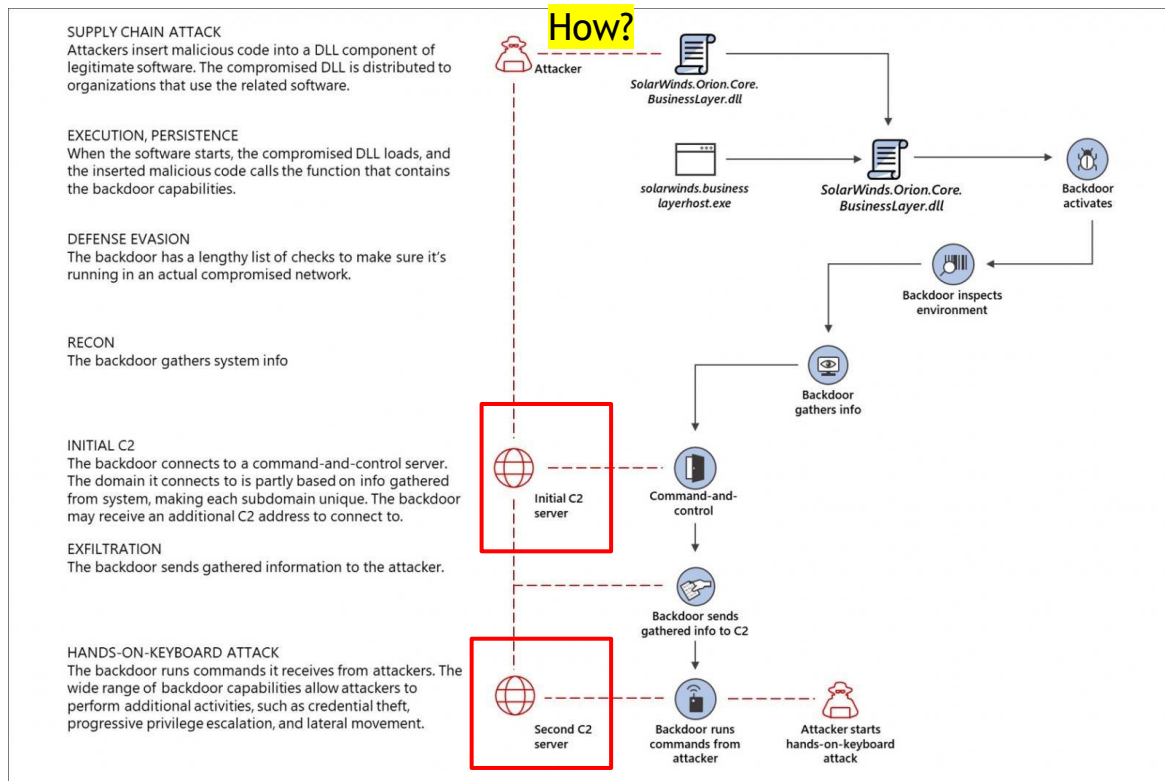 How?
SUPPLY CHAIN ATTACK
Attackers insert malicious code into a DLL component of
legitimate software. The compromised DLL is distributed to
organizations that use the related software.
Attacker
SolarWinds.Orion.Core.
BusinessLayer.dll
EXECUTION, PERSISTENCE
When the software starts, the compromised DLL loads, and
the inserted malicious code calls the function that contains
the backdoor capabilities.
solarwinds.business
layerhost.exe
SolarWinds.Orion.Core.
BusinessLayer.dll
Backdoor
activates
DEFENSE EVASION
The backdoor has a lengthy list of checks to make sure it's
running in an actual compromised network.
Backdoor inspects
environment
RECON
The backdoor gathers system info
Backdoor
gathers info
INITIAL C2
The backdoor connects to a command-and-control server.
The domain it connects to is partly based on info gathered
from system, making each subdomain unique. The backdoor
may receive an additional C2 address to connect to.
Initial C2
server
Command-and-
control
EXFILTRATION
The backdoor sends gathered information to the attacker.
Backdoor sends
gathered info to C2
HANDS-ON-KEYBOARD ATTACK
The backdoor runs commands it receives from attackers. The
wide range of backdoor capabilities allow attackers to
perform additional activities, such as credential theft,
progressive privilege escalation, and lateral movement.
Second C2
server
Backdoor runs
commands from
attacker
Attacker starts
hands-on-keyboard
attack